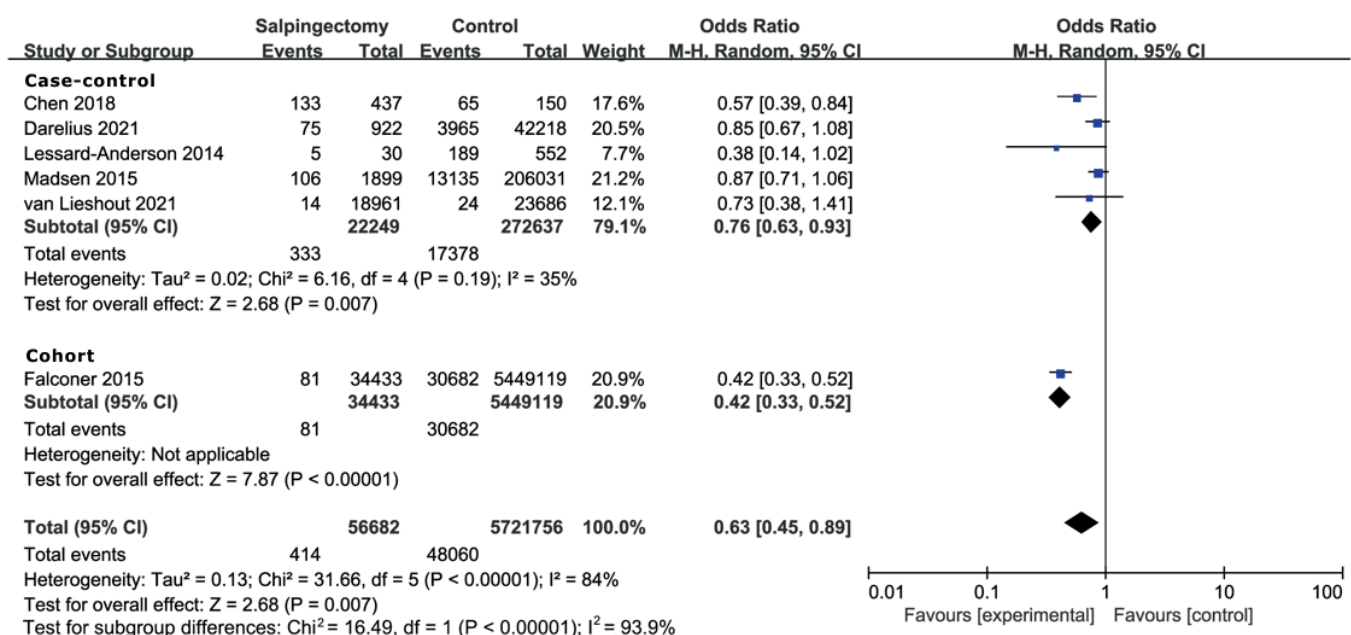 Salpingectomy Control Odds Ratio Odds Ratio
Study or Subgroup Events Total Events Total Weight M-H, Random, 95% CI M-H, Random, 95% CI
Case-control
Chen 2018 133 437 65 150 17.6% 0.57 [0.39, 0.84]
Darelius 2021 75 922 3965 42218 20.5% 0.85 [0.67, 1.08]
Lessard-Anderson 2014 5 30 189 552 7.7% 0.38 [0.14, 1.02]
Madsen 2015 106 1899 13135 206031 21.2% 0.87 [0.71, 1.06]
van Lieshout 2021 14 18961 24 23686 12.1% 0.73 [0.38, 1.41]
Subtotal (95% CI) 22249 272637 79.1% 0.76 [0.63, 0.93]
Total events 333 17378
Heterogeneity: Tau² = 0.02; Chi² = 6.16, df = 4 (P = 0.19); I² = 35%
Test for overall effect: Z = 2.68 (P = 0.007)
Cohort
Falconer 2015 81 34433 30682 5449119 20.9% 0.42 [0.33, 0.52]
Subtotal (95% CI) 34433 5449119 20.9% 0.42 [0.33, 0.52]
Total events 81 30682
Heterogeneity: Not applicable
Test for overall effect: Z = 7.87 (P < 0.00001)
Total (95% CI) 56682 5721756 100.0% 0.63 [0.45, 0.89]
Total events 414 48060
Heterogeneity: Tau² = 0.13; Chi² = 31.66, df = 5 (P < 0.00001); I² = 84%
Test for overall effect: Z = 2.68 (P = 0.007)
Test for subgroup differences: Chi² = 16.49, df = 1 (P < 0.00001); I² = 93.9%
0.01 0.1 1 10 100
Favours [experimental] Favours [control]